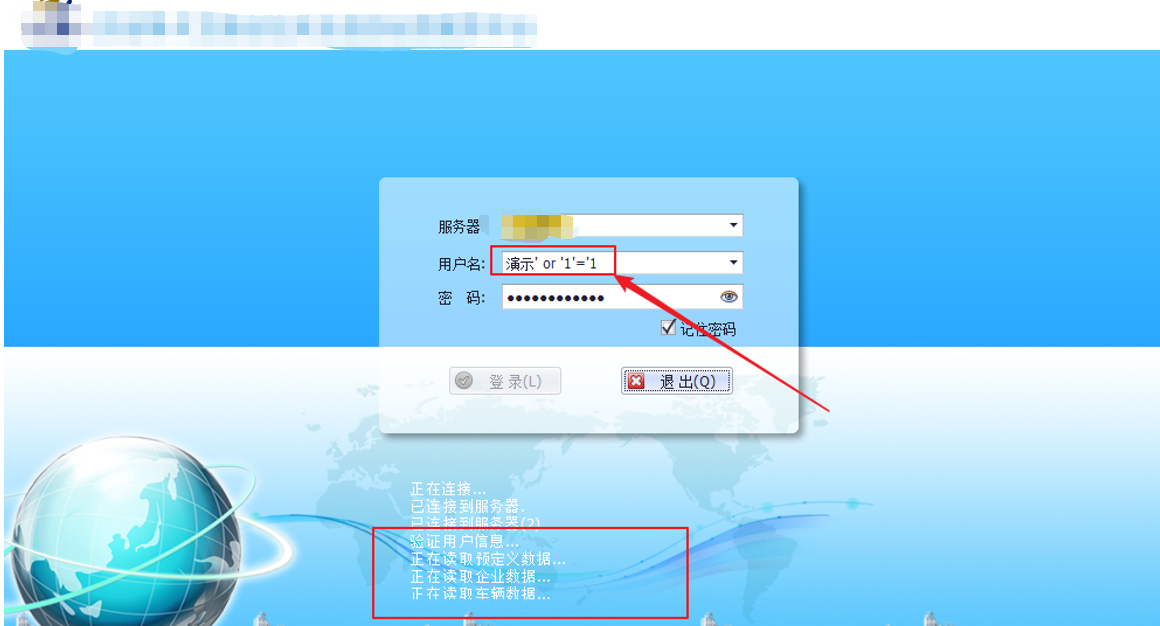 服务器
用户名: 演示' or '1'='1
密 码: ●●●●●●●●●●●●
记住密码
登 录(L) 退 出(Q)
正在连接...
已连接到服务器.
已连接到服务器(2)
验证用户信息...
正在读取预定义数据...
正在读取企业数据...
正在读取车辆数据...